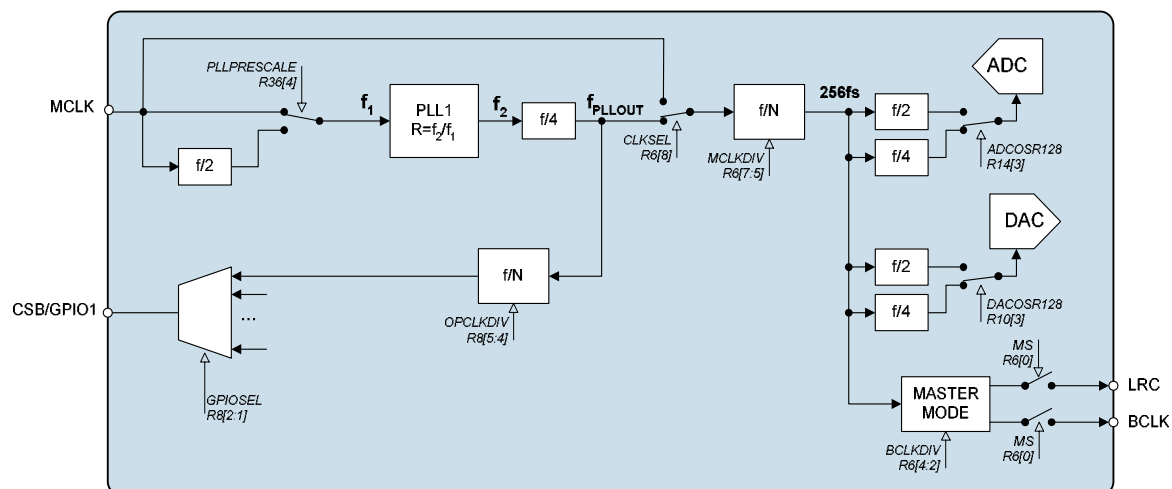 PLLPRESCALE
R36[4]
MCLK
f1
PLL1
R=f2/f1
f2
f/4
fPLLOUT
CLKSEL
R6[8]
f/N
MCLKDIV
R6[7:5]
256fs
f/2
f/2
f/4
ADC
ADCOSR128
R14[3]
DAC
f/2
f/4
DACOSR128
R10[3]
f/N
OPCLKDIV
R8[5:4]
CSB/GPIO1
...
GPIOSEL
R8[2:1]
MASTER
MODE
BCLKDIV
R6[4:2]
MS
R6[0]
LRC
BCLK
MS
R6[0]